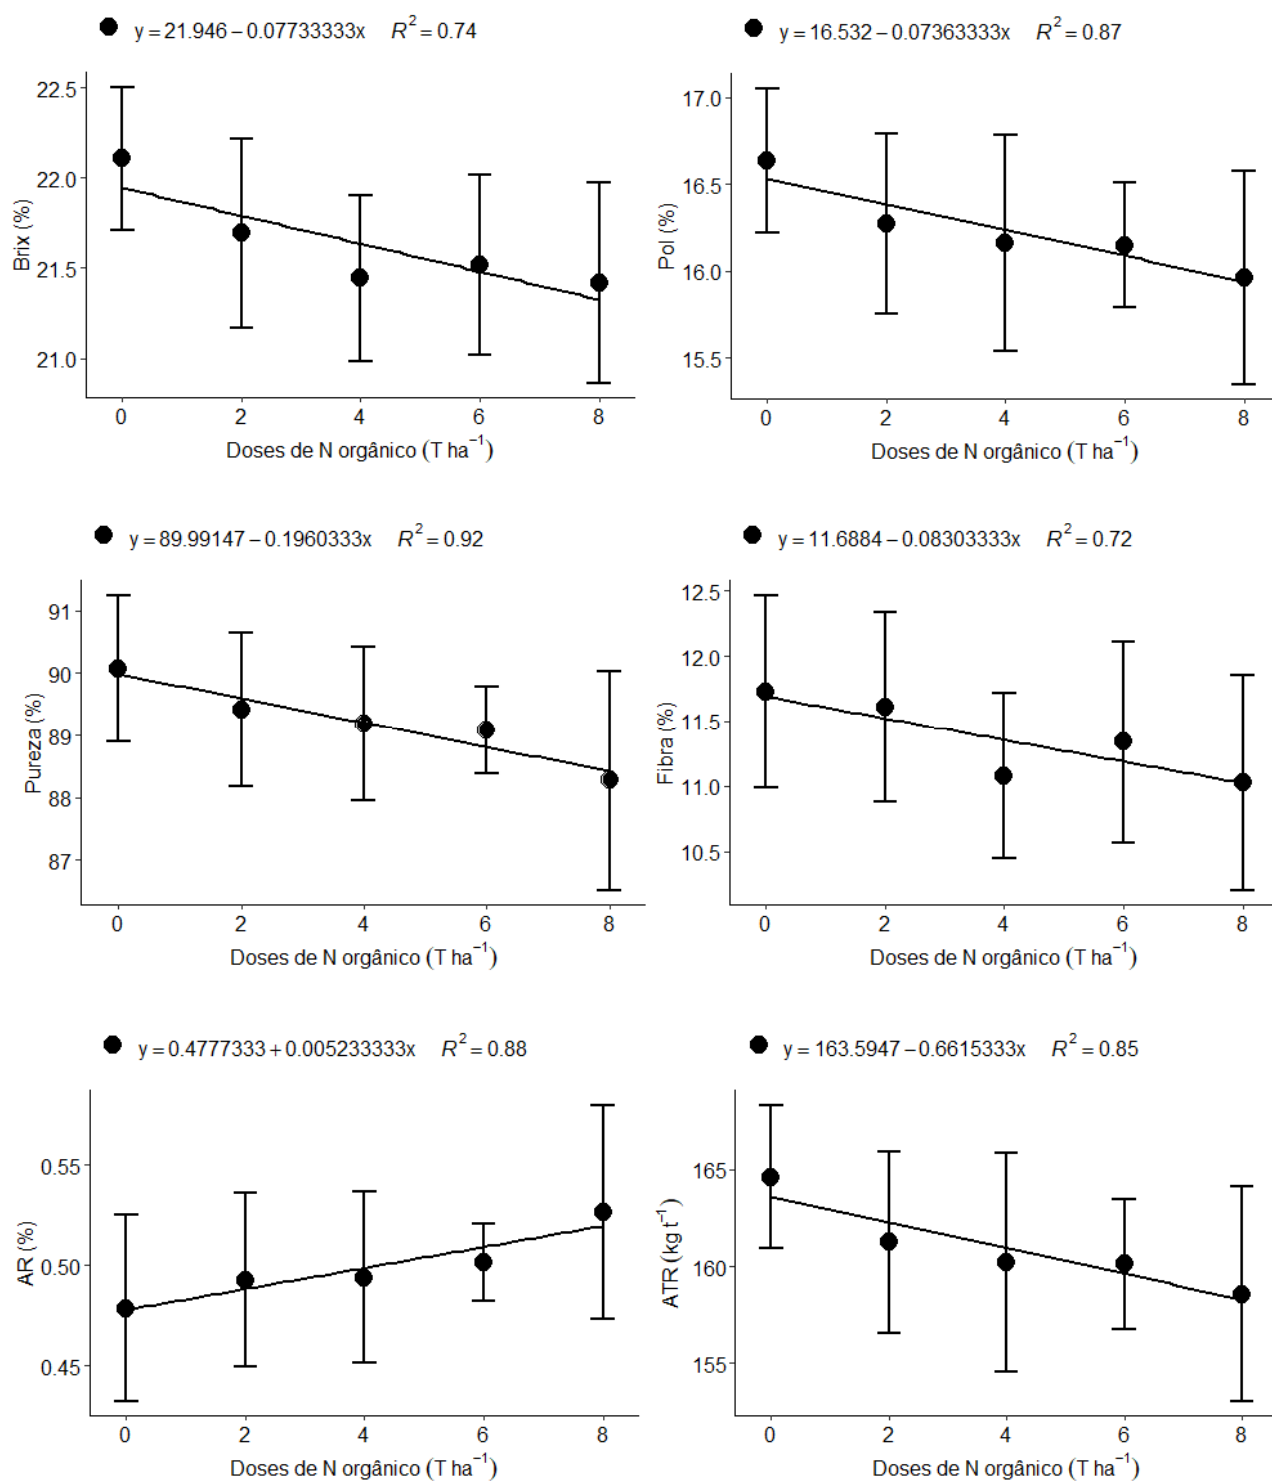 y = 21.946 − 0.07733333x R² = 0.74
22.5
22.0
21.5
21.0
Brix (%)
0 2 4 6 8
Doses de N orgânico (T ha⁻¹)
y = 16.532 − 0.07363333x R² = 0.87
17.0
16.5
16.0
15.5
Pol (%)
0 2 4 6 8
Doses de N orgânico (T ha⁻¹)
y = 89.99147 − 0.1960333x R² = 0.92
91
90
89
88
87
Pureza (%)
0 2 4 6 8
Doses de N orgânico (T ha⁻¹)
y = 11.6884 − 0.08303333x R² = 0.72
12.5
12.0
11.5
11.0
10.5
Fibra (%)
0 2 4 6 8
Doses de N orgânico (T ha⁻¹)
y = 0.4777333 + 0.005233333x R² = 0.88
0.55
0.50
0.45
AR (%)
0 2 4 6 8
Doses de N orgânico (T ha⁻¹)
y = 163.5947 − 0.6615333x R² = 0.85
165
160
155
ATR (kg t⁻¹)
0 2 4 6 8
Doses de N orgânico (T ha⁻¹)